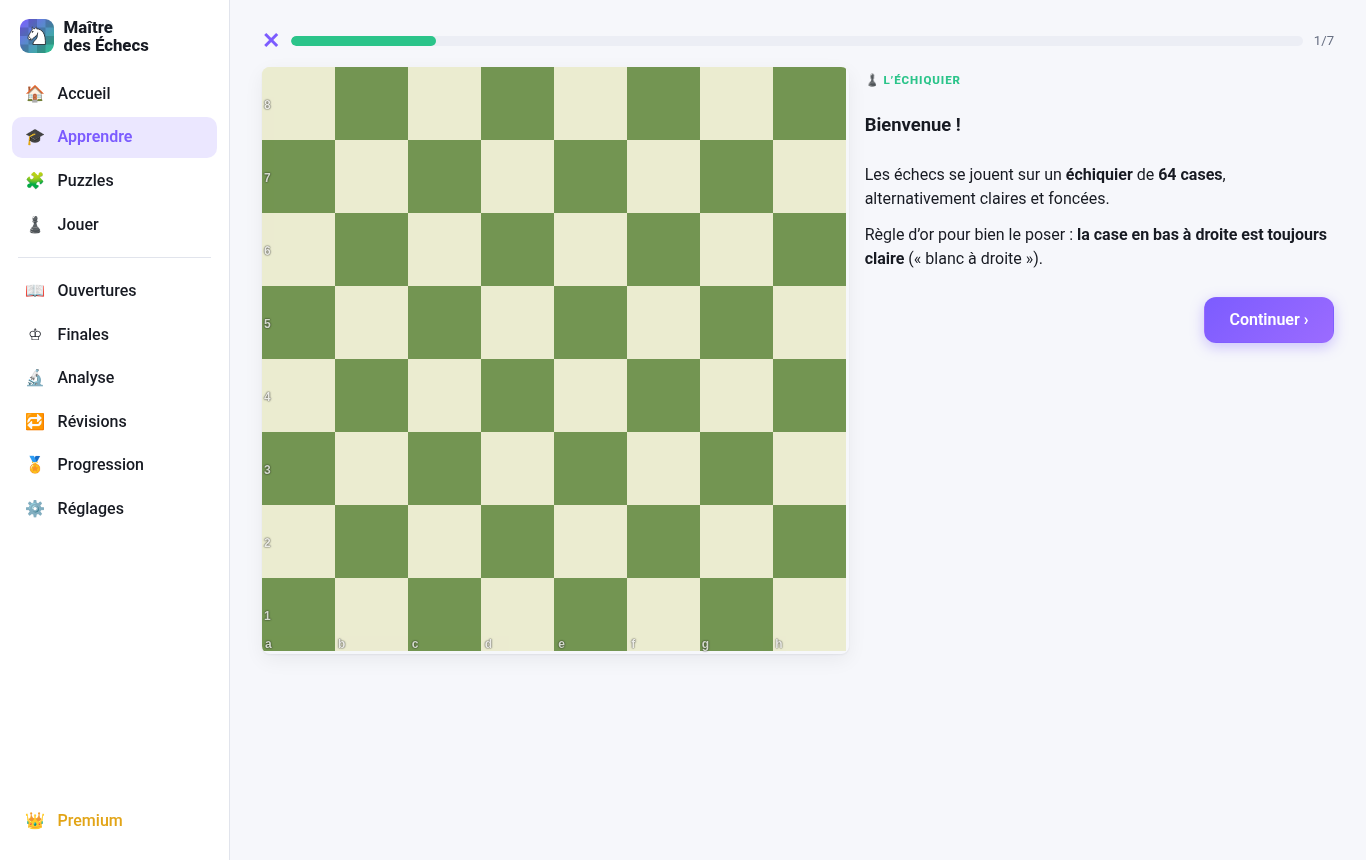 Maître
des Échecs
Accueil
Apprendre
Puzzles
Jouer
Ouvertures
Finales
Analyse
Révisions
Progression
Réglages
Premium
1/7
8
7
6
5
4
3
2
1
a b c d e f g h
L'ÉCHIQUIER
Bienvenue !
Les échecs se jouent sur un échiquier de 64 cases,
alternativement claires et foncées.
Règle d’or pour bien le poser : la case en bas à droite est toujours
claire (« blanc à droite »).
Continuer ›